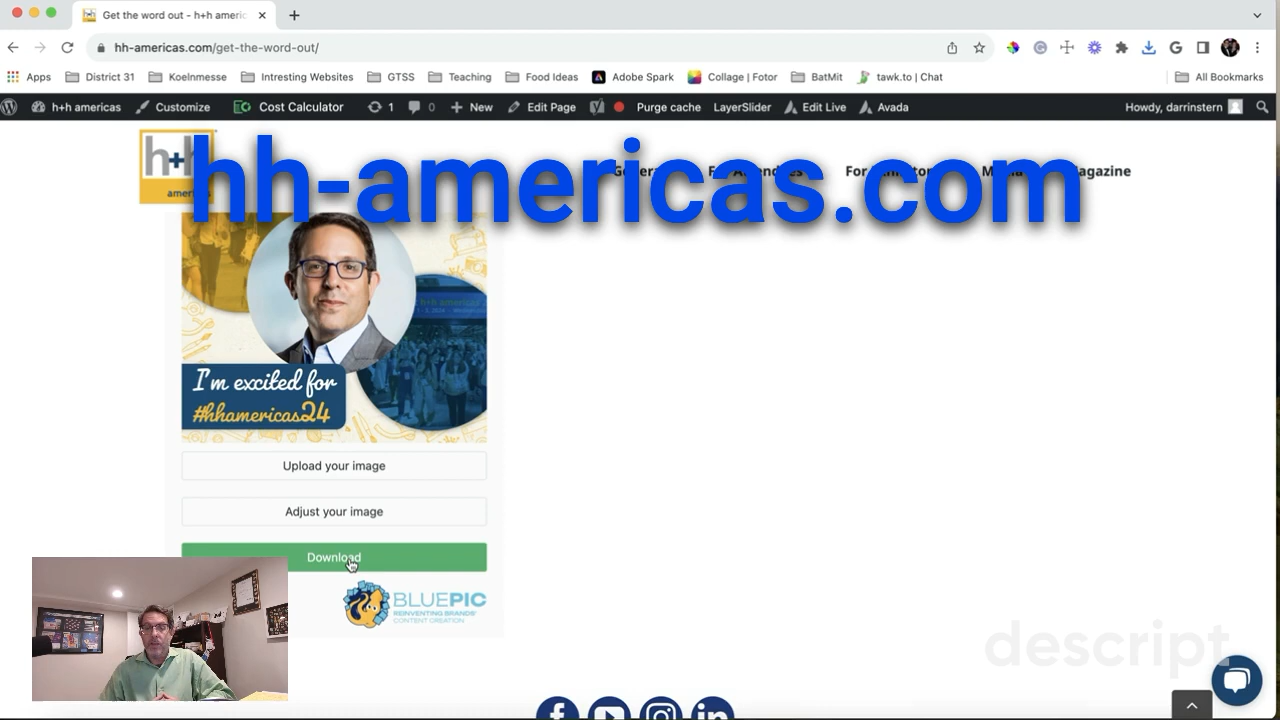 Get the word out - h+h americ
hh-americas.com/get-the-word-out/
Apps District 31 Koelnmesse Intresting Websites GTSS Teaching Food Ideas Adobe Spark Collage | Fotor BatMit tawk.to | Chat All Bookmarks
h+h americas Customize Cost Calculator 1 0 New Edit Page Purge cache LayerSlider Edit Live Avada Howdy, darrinstern
h+h
americas
hh-americas.com
I'm excited for
#hhamericas24
Upload your image
Adjust your image
Download
BLUEPIC
REINVENTING BRANDS'
CONTENT CREATION
descript